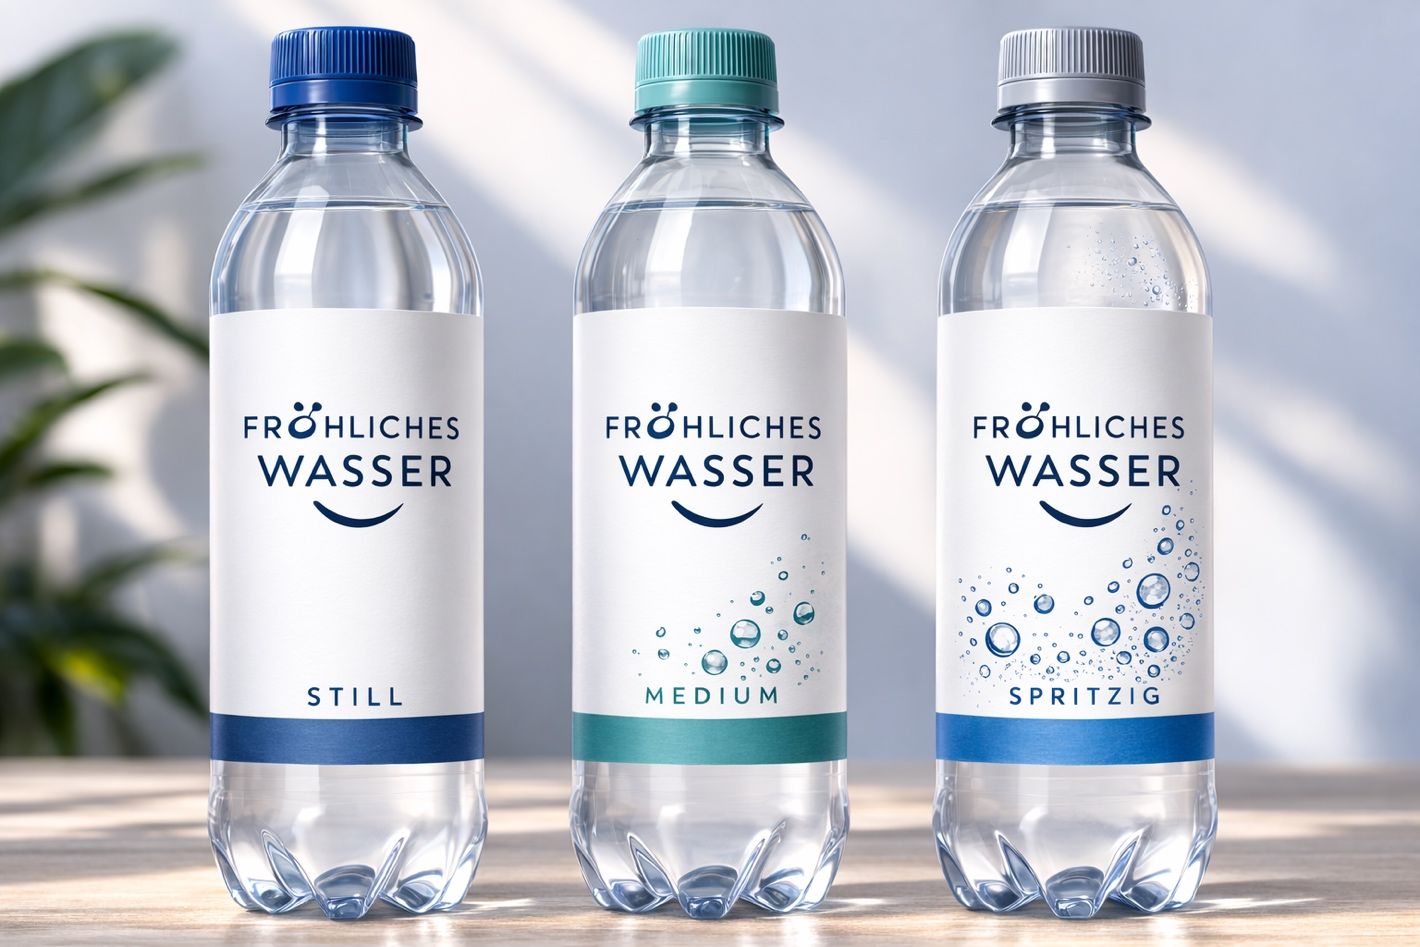 FRÖHLICHES
WASSER
STILL
FRÖHLICHES
WASSER
MEDIUM
FRÖHLICHES
WASSER
SPRITZIG